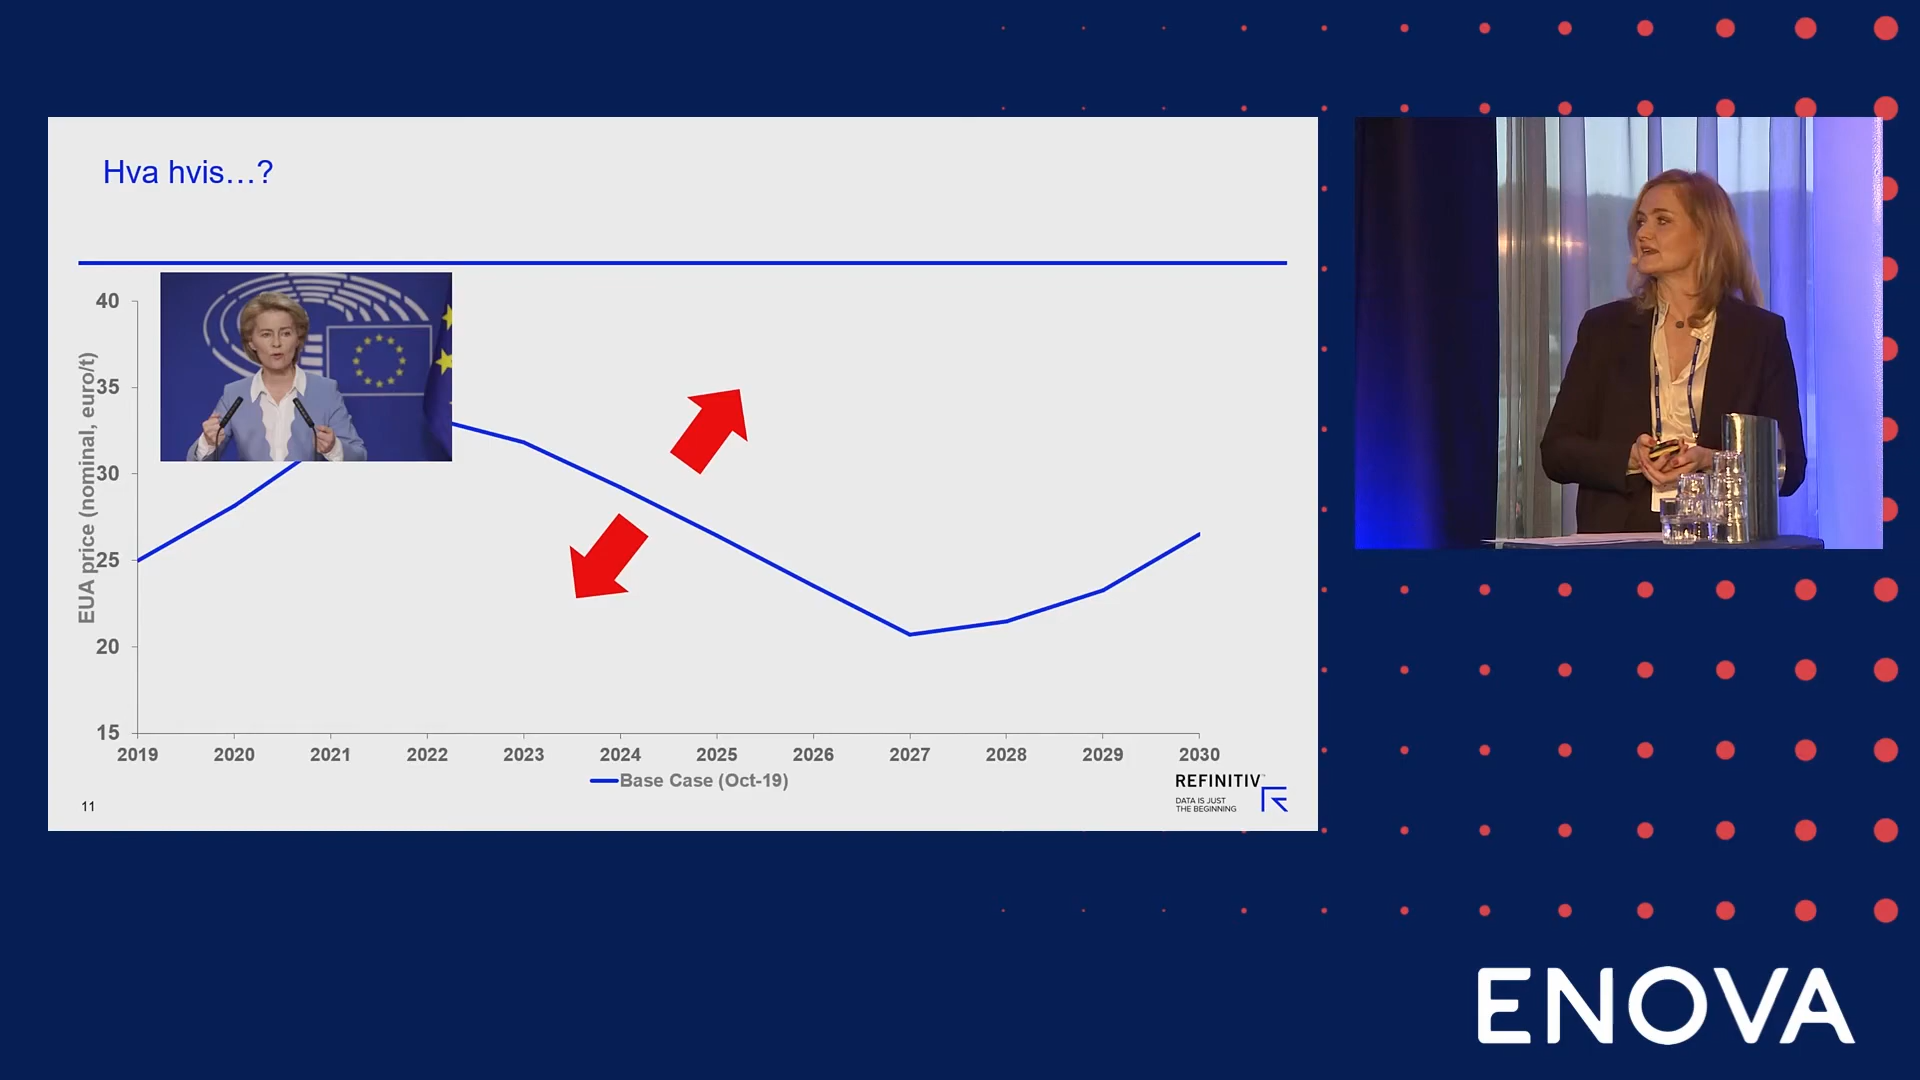 Hva hvis…?
EUA price (nominal, euro/t)
40
35
30
25
20
15
2019 2020 2021 2022 2023 2024 2025 2026 2027 2028 2029 2030
Base Case (Oct-19)
11
REFINITIV™
DATA IS JUST
THE BEGINNING
ENOVA